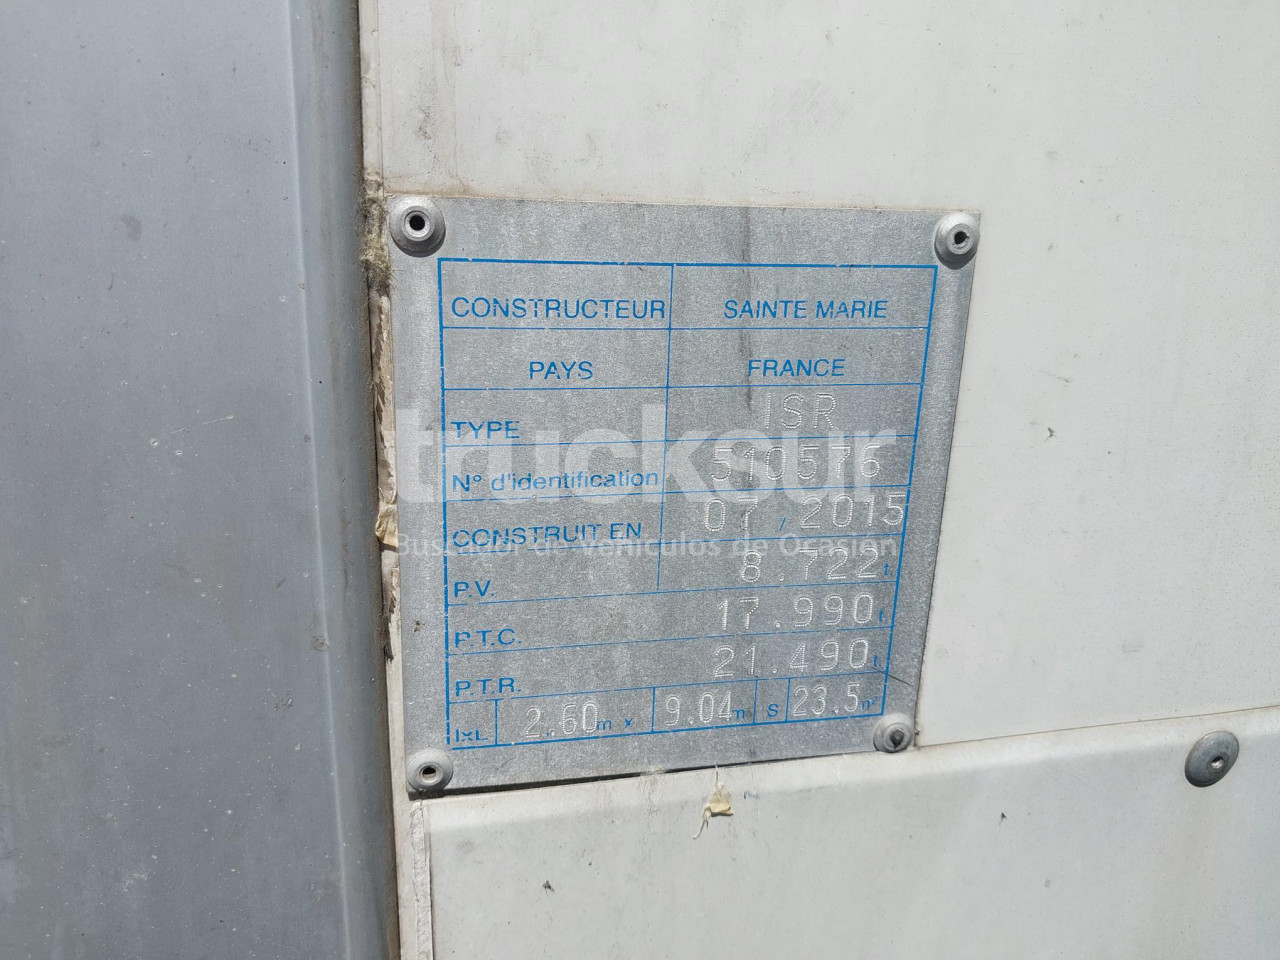 CONSTRUCTEUR SAINTE MARIE
PAYS FRANCE
TYPE ISR
N° d'identification 510576
CONSTRUIT EN 07 / 2015
P.V. 8.722 t
P.T.C. 17.990 t
P.T.R. 21.490 t
lxL 2.60 m x 9.04 m S 23.5 m²
trucksur
Buscador de Vehículos de Ocasión